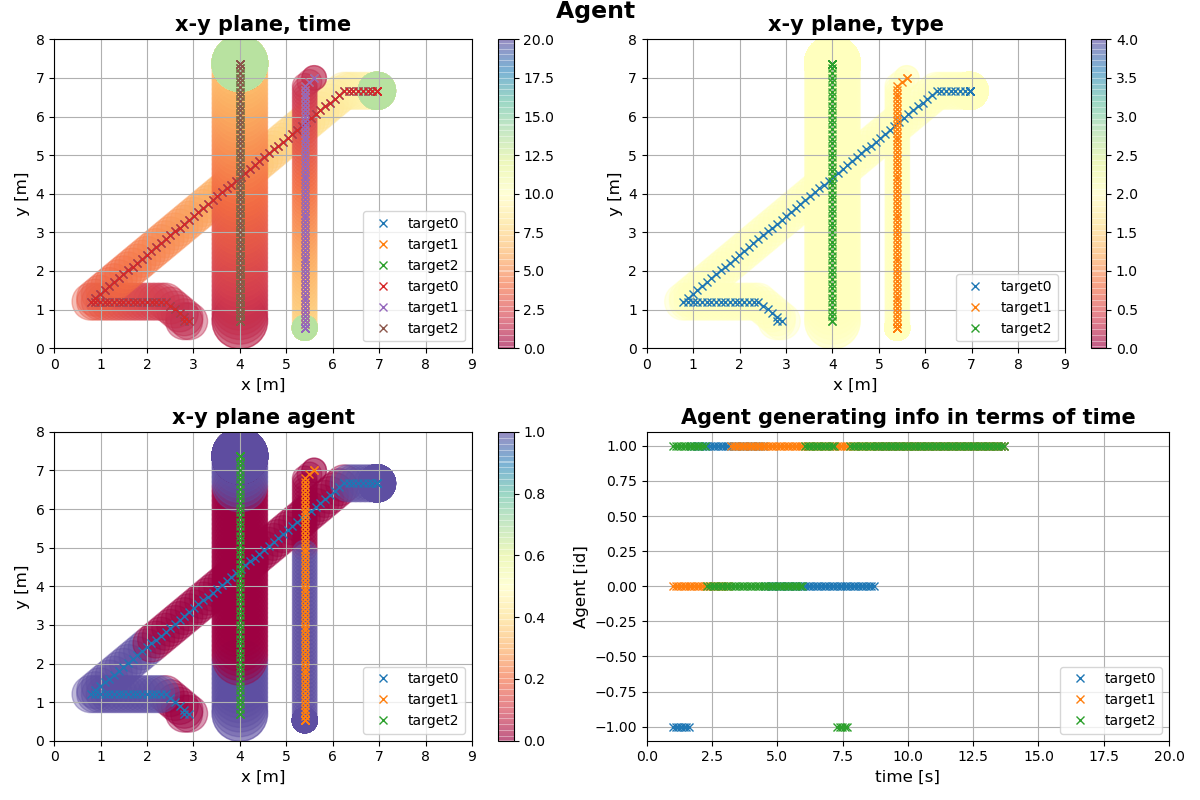 Agent
x-y plane, time
8
7
6
5
4
3
2
1
0
y [m]
0 1 2 3 4 5 6 7 8 9
x [m]
target0
target1
target2
target0
target1
target2
20.0
17.5
15.0
12.5
10.0
7.5
5.0
2.5
0.0
x-y plane, type
8
7
6
5
4
3
2
1
0
y [m]
0 1 2 3 4 5 6 7 8 9
x [m]
target0
target1
target2
4.0
3.5
3.0
2.5
2.0
1.5
1.0
0.5
0.0
x-y plane agent
8
7
6
5
4
3
2
1
0
y [m]
0 1 2 3 4 5 6 7 8 9
x [m]
target0
target1
target2
1.0
0.8
0.6
0.4
0.2
0.0
Agent generating info in terms of time
1.00
0.75
0.50
0.25
0.00
−0.25
−0.50
−0.75
−1.00
Agent [id]
0.0 2.5 5.0 7.5 10.0 12.5 15.0 17.5 20.0
time [s]
target0
target1
target2